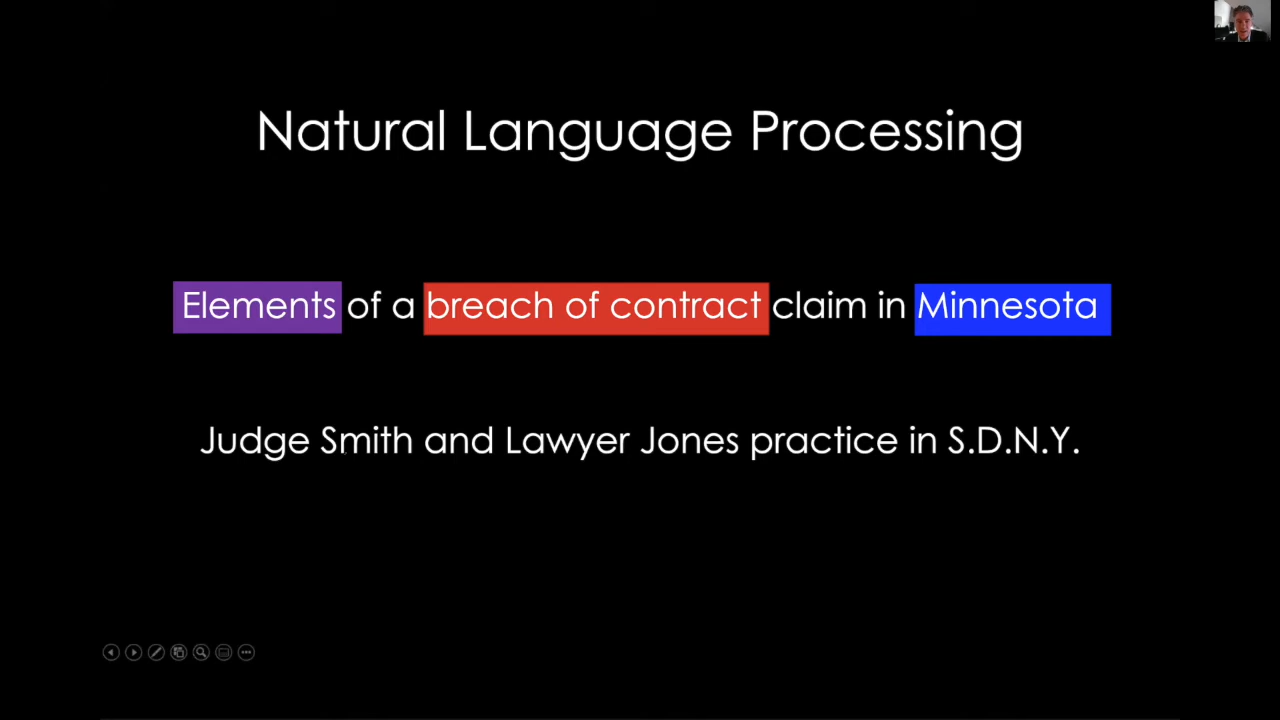 Natural Language Processing
Elements of a breach of contract claim in Minnesota
Judge Smith and Lawyer Jones practice in S.D.N.Y.